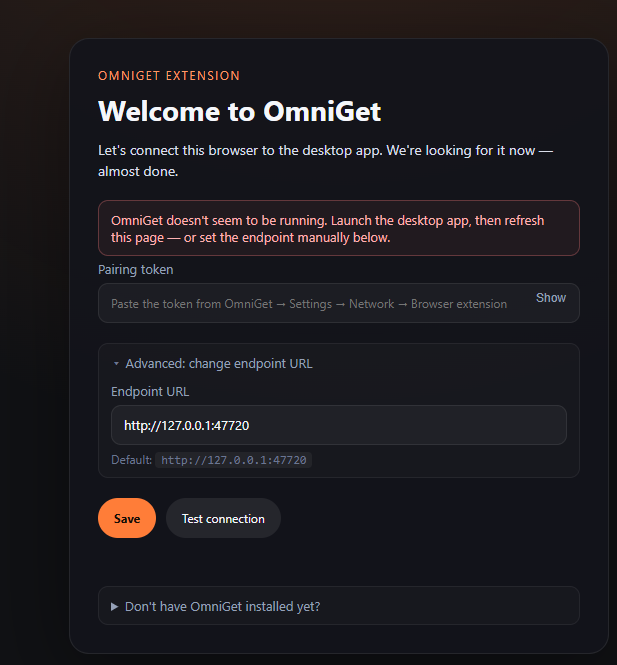 OMNIGET EXTENSION
Welcome to OmniGet
Let's connect this browser to the desktop app. We're looking for it now —
almost done.
OmniGet doesn't seem to be running. Launch the desktop app, then refresh
this page — or set the endpoint manually below.
Pairing token
Paste the token from OmniGet → Settings → Network → Browser extension
Show
Advanced: change endpoint URL
Endpoint URL
http://127.0.0.1:47720
Default: http://127.0.0.1:47720
Save
Test connection
Don't have OmniGet installed yet?